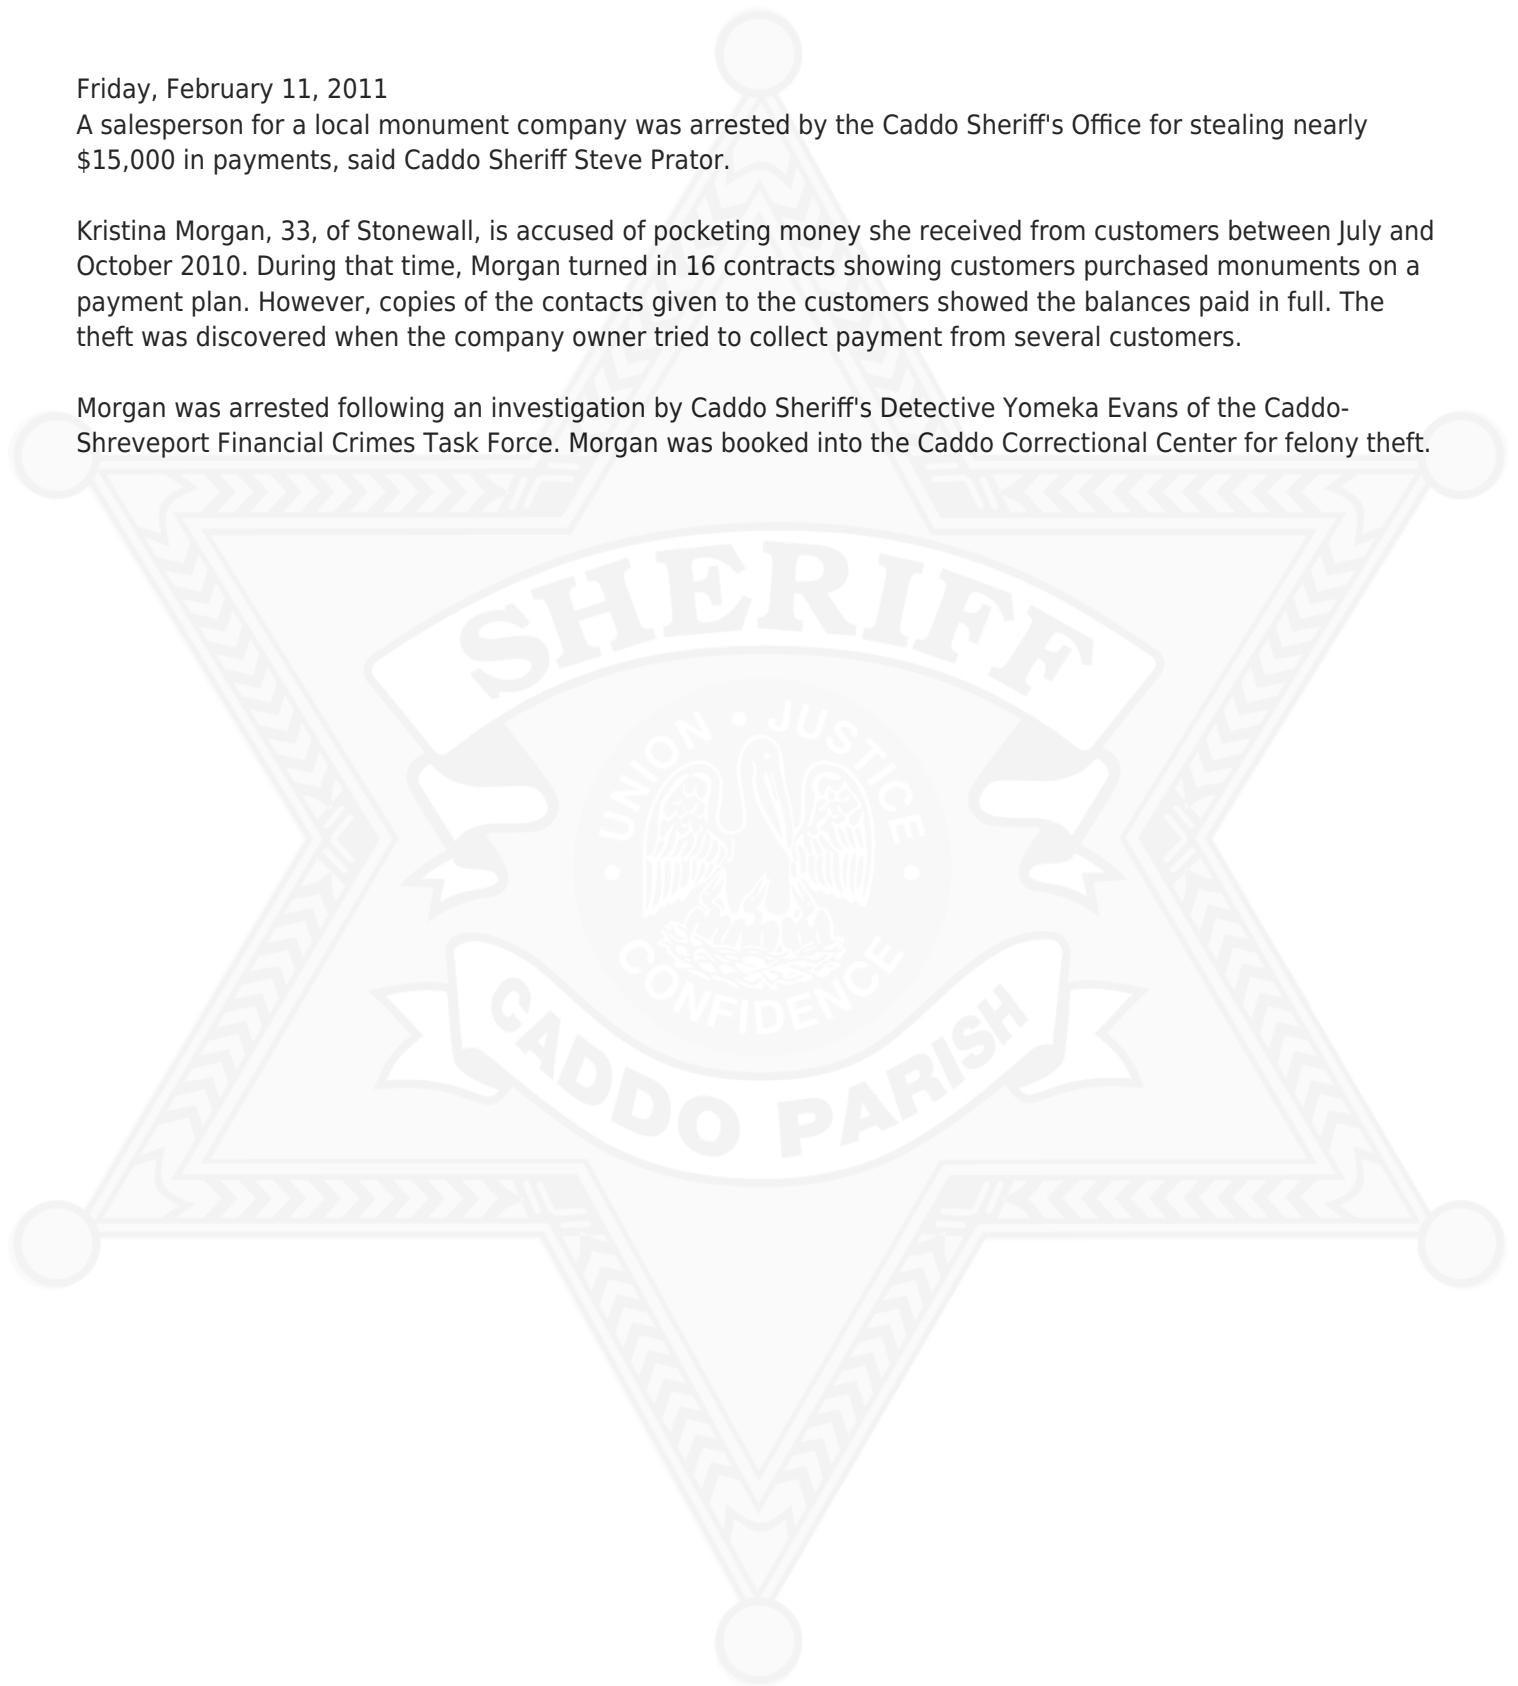 Friday, February 11, 2011
A salesperson for a local monument company was arrested by the Caddo Sheriff's Office for stealing nearly
$15,000 in payments, said Caddo Sheriff Steve Prator.
Kristina Morgan, 33, of Stonewall, is accused of pocketing money she received from customers between July and
October 2010. During that time, Morgan turned in 16 contracts showing customers purchased monuments on a
payment plan. However, copies of the contacts given to the customers showed the balances paid in full. The
theft was discovered when the company owner tried to collect payment from several customers.
Morgan was arrested following an investigation by Caddo Sheriff's Detective Yomeka Evans of the Caddo-
Shreveport Financial Crimes Task Force. Morgan was booked into the Caddo Correctional Center for felony theft.
SHERIFF
UNION • JUSTICE
• CONFIDENCE •
CADDO PARISH